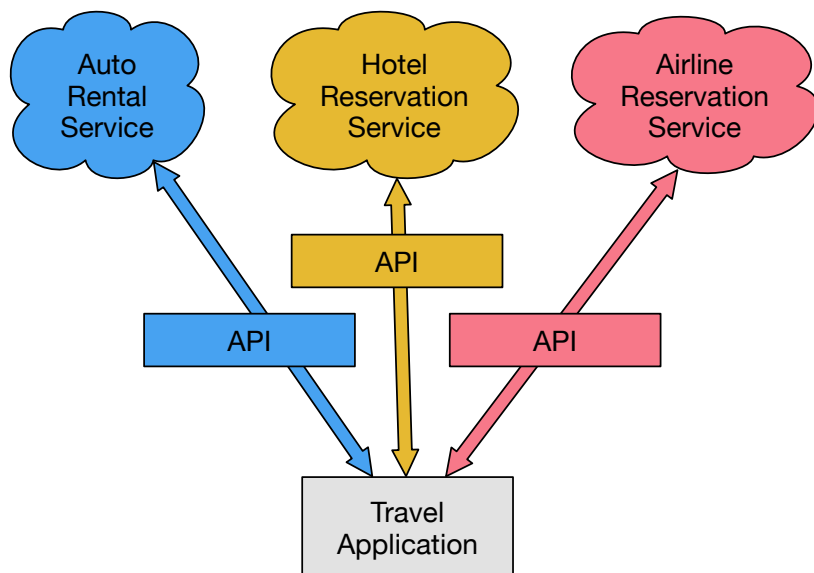 Auto
Rental
Service
Hotel
Reservation
Service
Airline
Reservation
Service
API
API
API
Travel
Application